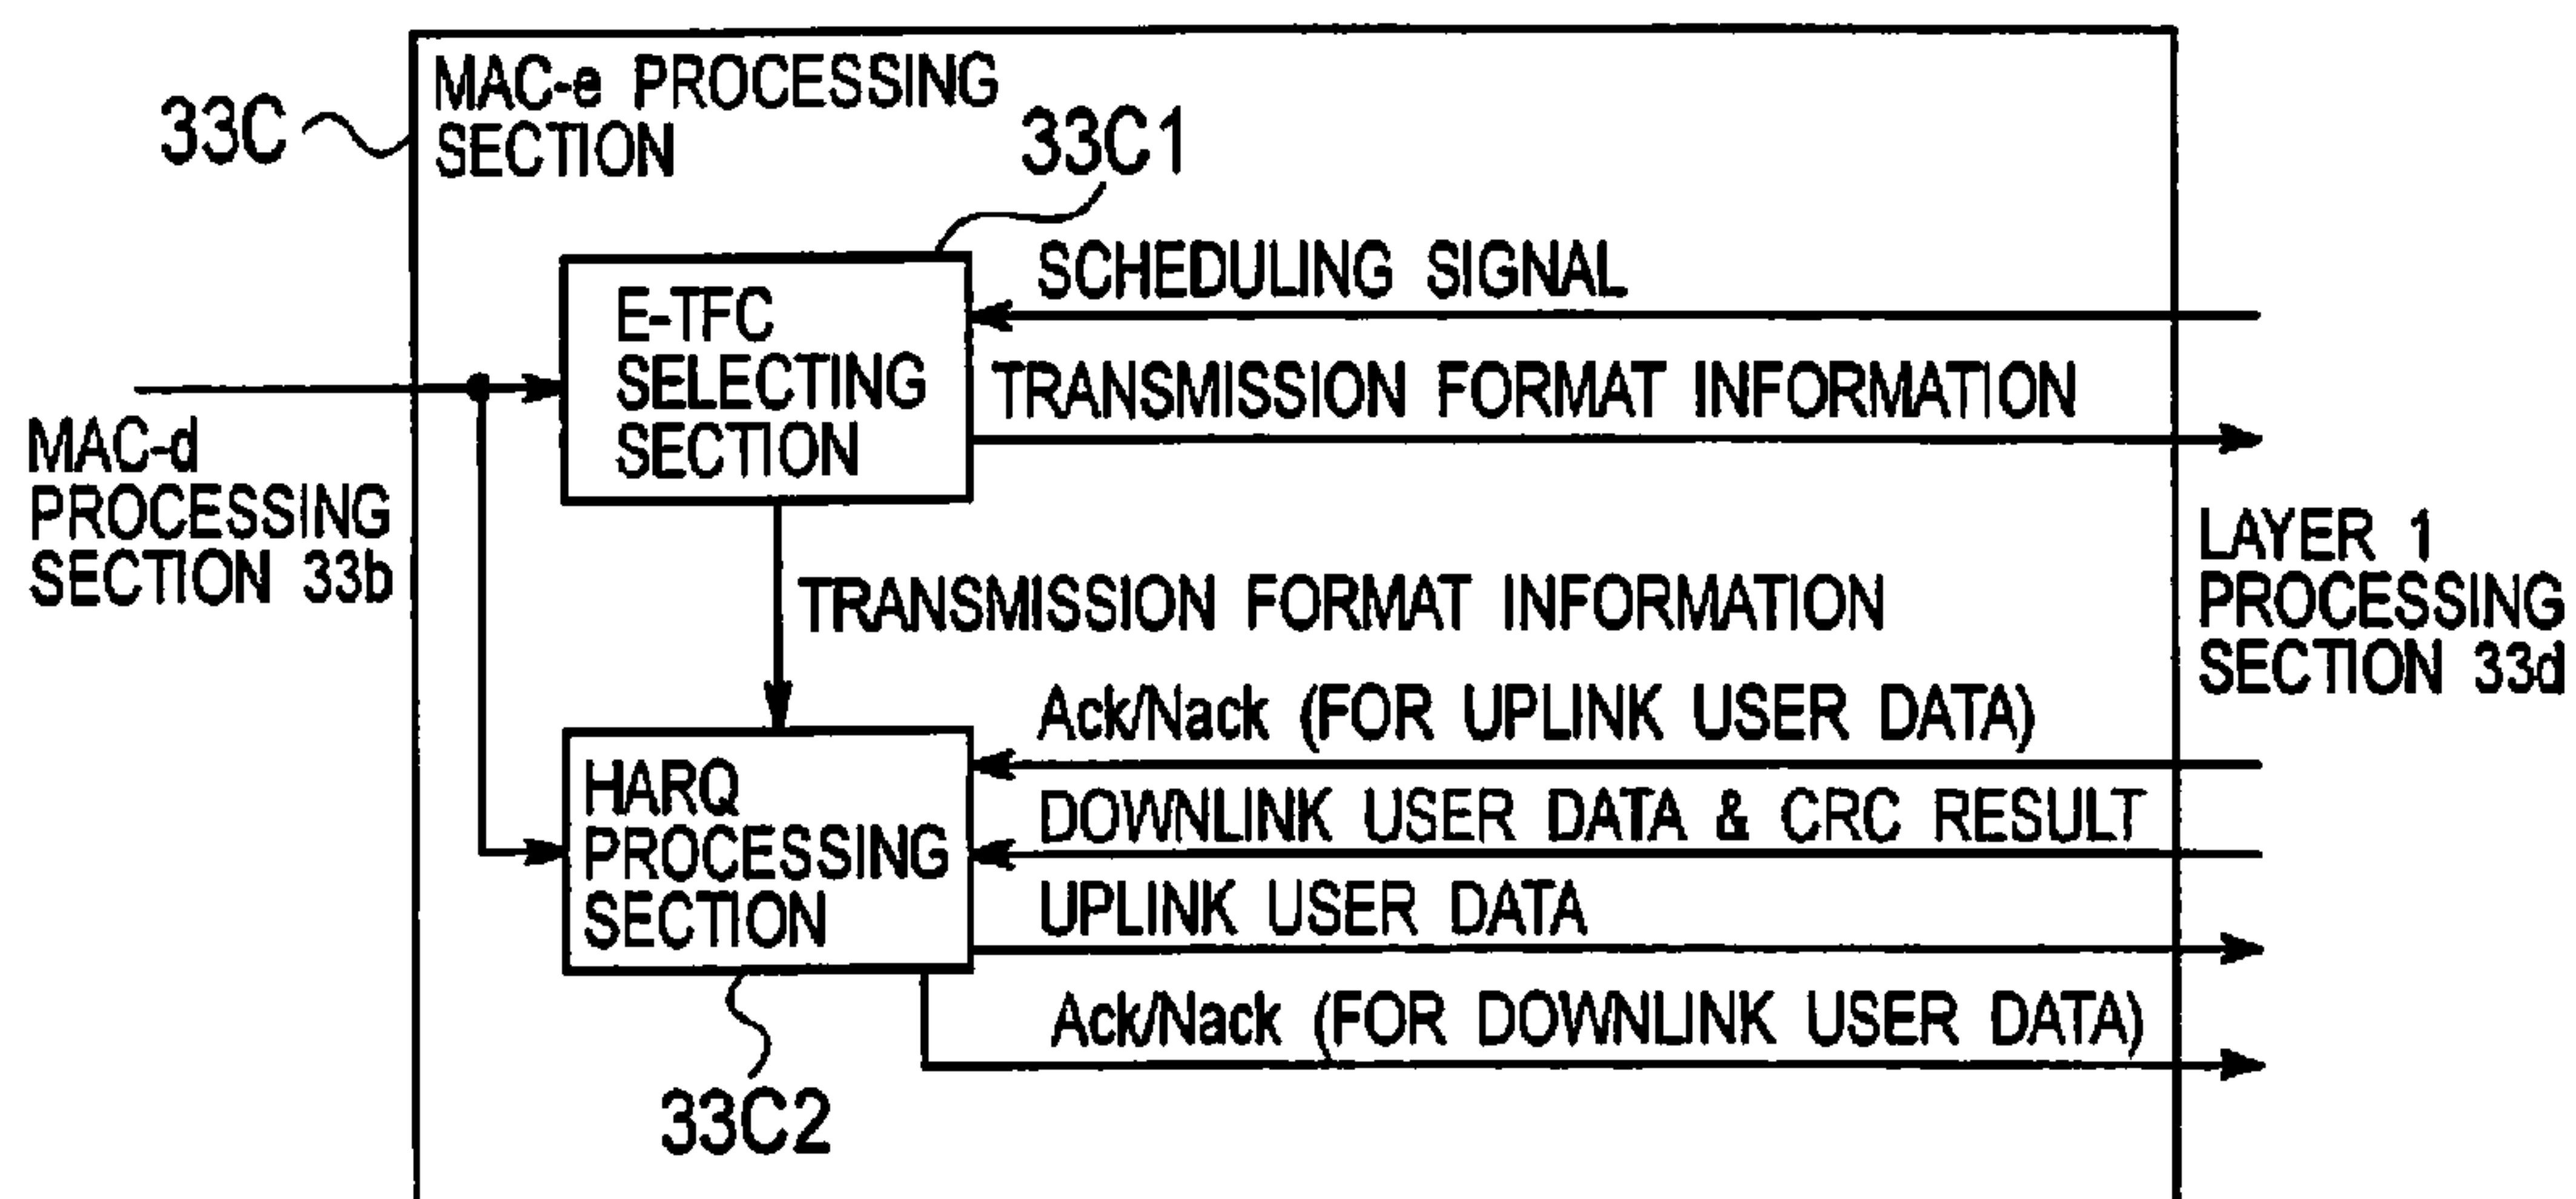 MAC-e PROCESSING
SECTION
33C
33C1
SCHEDULING SIGNAL
E-TFC
SELECTING
SECTION
TRANSMISSION FORMAT INFORMATION
MAC-d
PROCESSING
SECTION 33b
LAYER 1
PROCESSING
SECTION 33d
TRANSMISSION FORMAT INFORMATION
Ack/Nack (FOR UPLINK USER DATA)
HARQ
PROCESSING
SECTION
DOWNLINK USER DATA & CRC RESULT
UPLINK USER DATA
Ack/Nack (FOR DOWNLINK USER DATA)
33C2